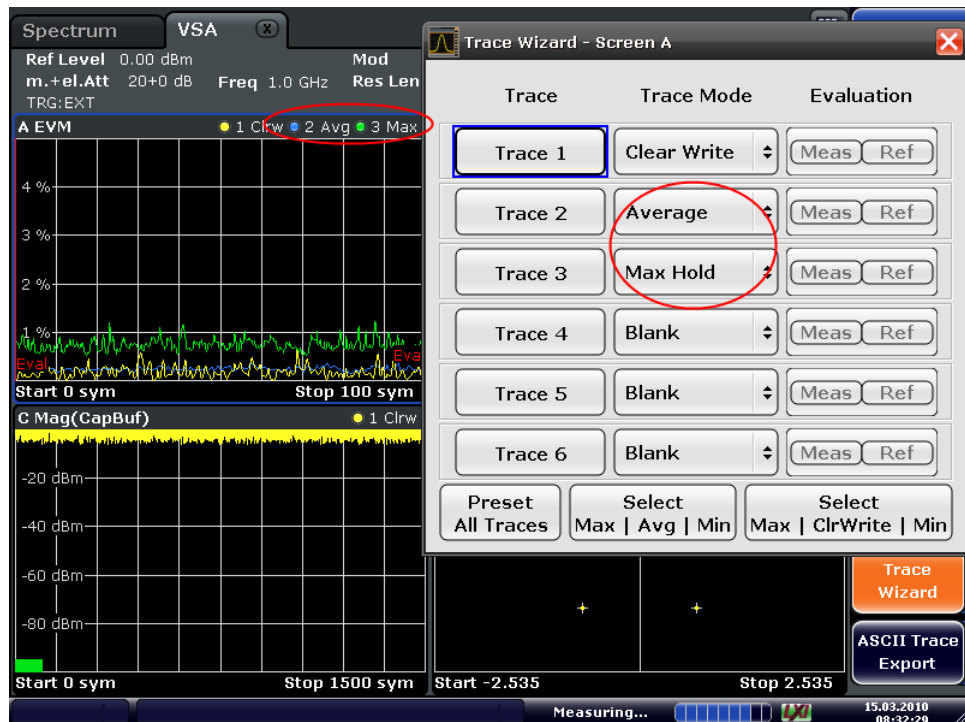 Spectrum
VSA
X
Ref Level 0.00 dBm Mod
m.+el.Att 20+0 dB Freq 1.0 GHz Res Len
TRG:EXT
A EVM 1 Clrw 2 Avg 3 Max
4 %
3 %
2 %
1 %
Eval
Eva
Start 0 sym Stop 100 sym
C Mag(CapBuf) 1 Clrw
-20 dBm
-40 dBm
-60 dBm
-80 dBm
Start 0 sym Stop 1500 sym
Trace Wizard - Screen A
Trace Trace Mode Evaluation
Trace 1 Clear Write Meas Ref
Trace 2 Average Meas Ref
Trace 3 Max Hold Meas Ref
Trace 4 Blank Meas Ref
Trace 5 Blank Meas Ref
Trace 6 Blank Meas Ref
Preset
All Traces
Select
Max | Avg | Min
Select
Max | ClrWrite | Min
Start -2.535 Stop 2.535
Trace
Wizard
ASCII Trace
Export
Measuring...
LXI
15.03.2010
08:32:29